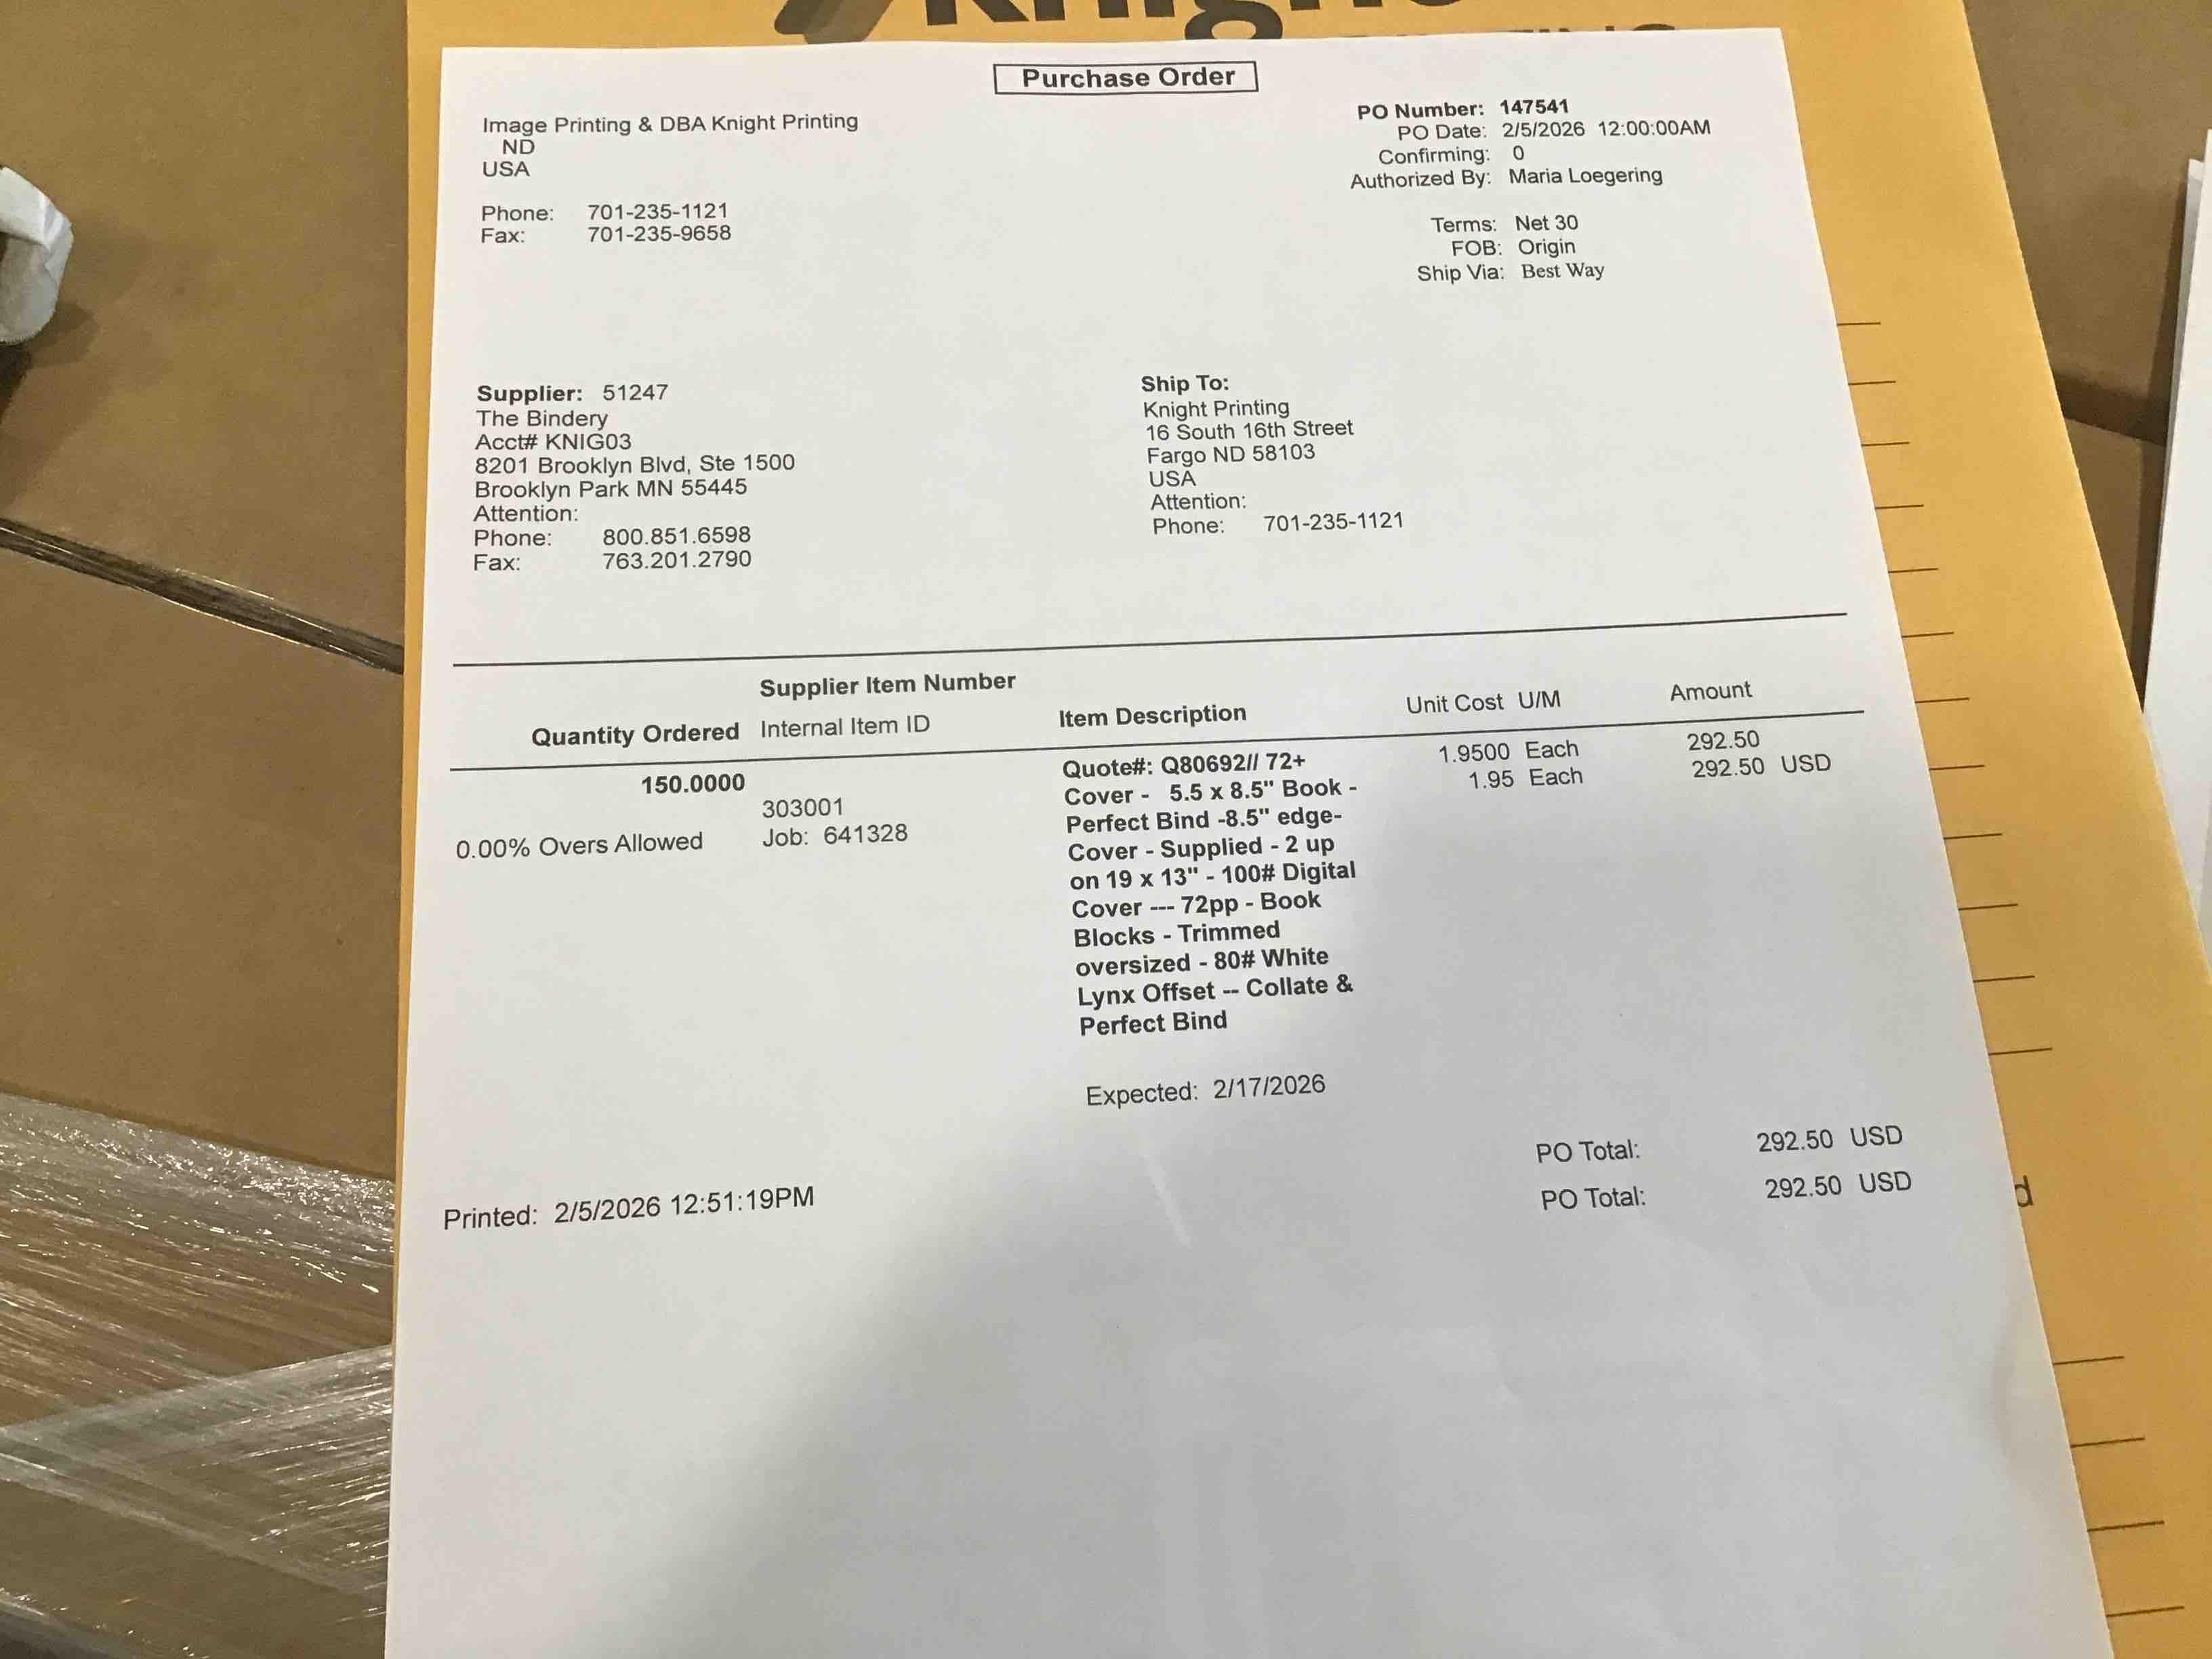 Purchase Order
Image Printing & DBA Knight Printing
ND
USA
Phone: 701-235-1121
Fax: 701-235-9658
PO Number: 147541
PO Date: 2/5/2026 12:00:00AM
Confirming: 0
Authorized By: Maria Loegering
Terms: Net 30
FOB: Origin
Ship Via: Best Way
Supplier: 51247
The Bindery
Acct# KNIG03
8201 Brooklyn Blvd, Ste 1500
Brooklyn Park MN 55445
Attention:
Phone: 800.851.6598
Fax: 763.201.2790
Ship To:
Knight Printing
16 South 16th Street
Fargo ND 58103
USA
Attention:
Phone: 701-235-1121
Supplier Item Number
Quantity Ordered Internal Item ID Item Description Unit Cost U/M Amount
150.0000
303001
0.00% Overs Allowed Job: 641328
Quote#: Q80692// 72+
Cover - 5.5 x 8.5" Book -
Perfect Bind -8.5" edge-
Cover - Supplied - 2 up
on 19 x 13" - 100# Digital
Cover --- 72pp - Book
Blocks - Trimmed
oversized - 80# White
Lynx Offset -- Collate &
Perfect Bind
1.9500 Each 292.50
1.95 Each 292.50 USD
Expected: 2/17/2026
PO Total: 292.50 USD
PO Total: 292.50 USD
Printed: 2/5/2026 12:51:19PM